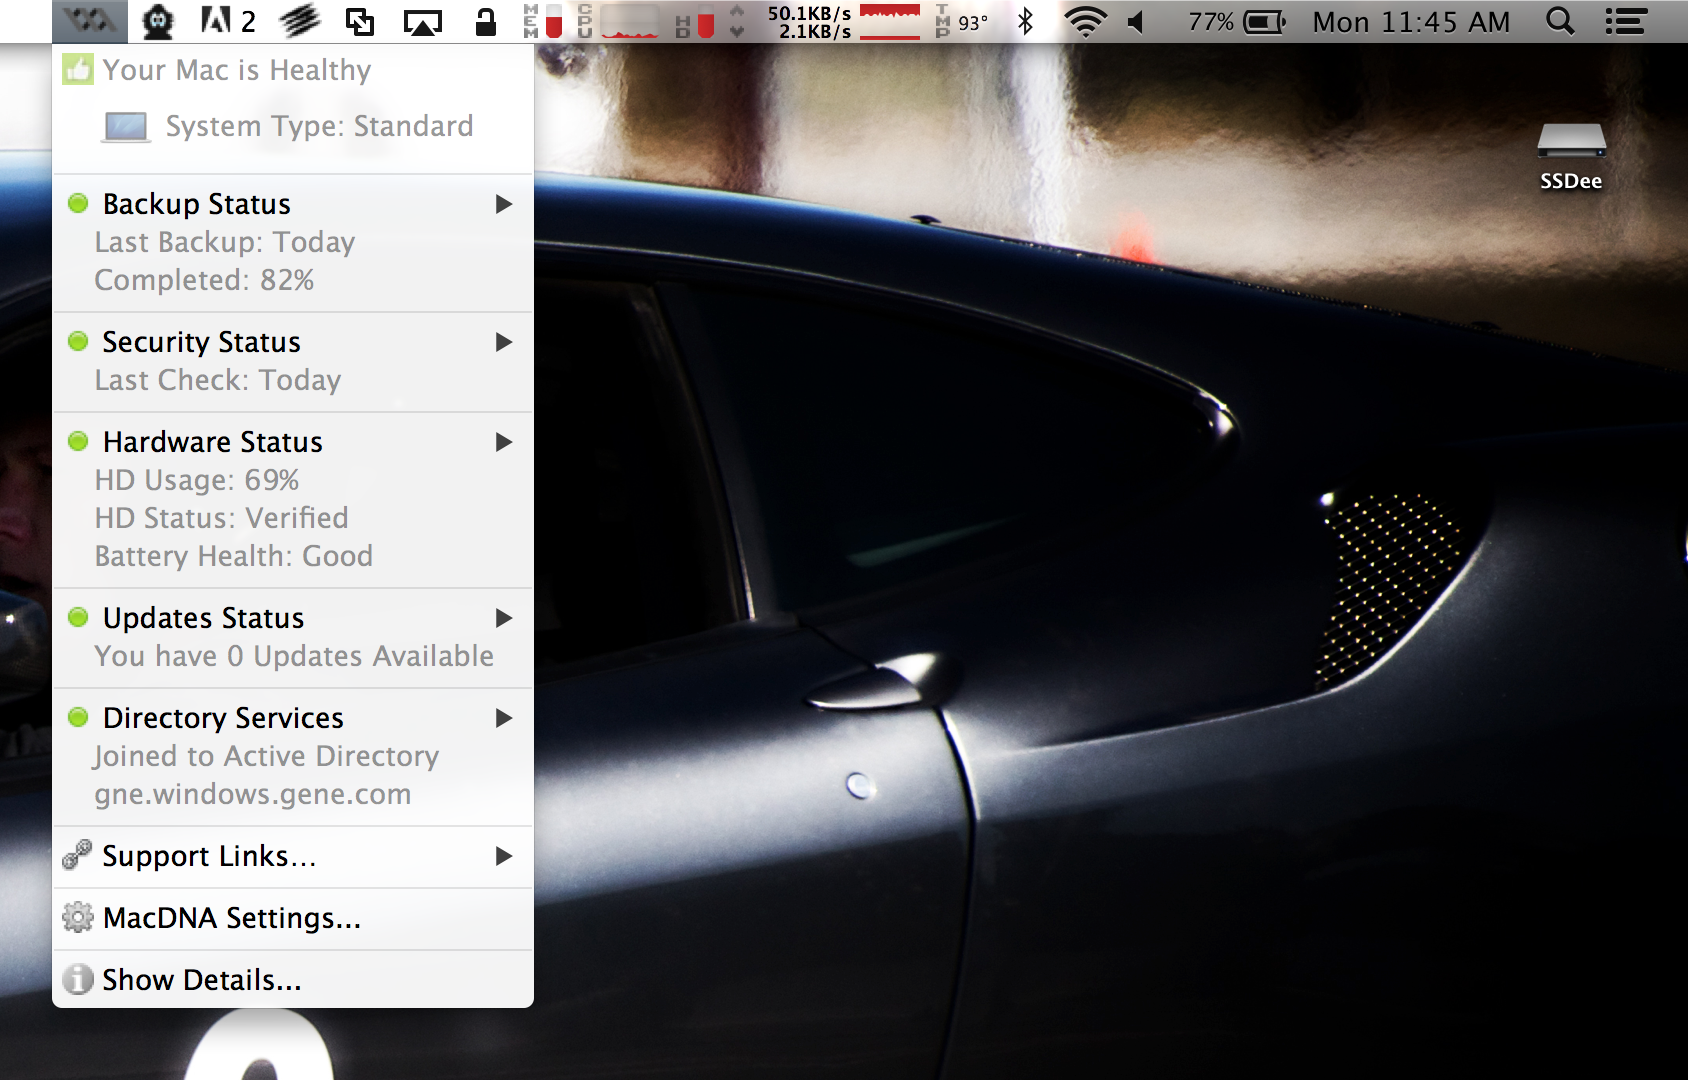 2
MEM
CPU
HD
50.1KB/s
2.1KB/s
TMP
93°
77%
Mon 11:45 AM
Your Mac is Healthy
System Type: Standard
Backup Status
Last Backup: Today
Completed: 82%
Security Status
Last Check: Today
Hardware Status
HD Usage: 69%
HD Status: Verified
Battery Health: Good
Updates Status
You have 0 Updates Available
Directory Services
Joined to Active Directory
gne.windows.gene.com
Support Links...
MacDNA Settings...
Show Details...
SSDee